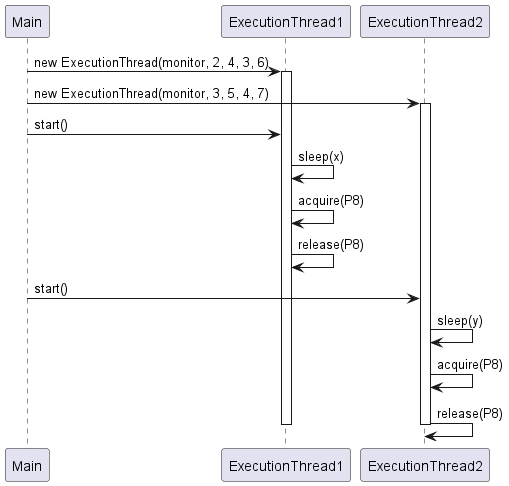 Main
ExecutionThread1
ExecutionThread2
new ExecutionThread(monitor, 2, 4, 3, 6)
new ExecutionThread(monitor, 3, 5, 4, 7)
start()
sleep(x)
acquire(P8)
release(P8)
start()
sleep(y)
acquire(P8)
release(P8)
Main
ExecutionThread1
ExecutionThread2